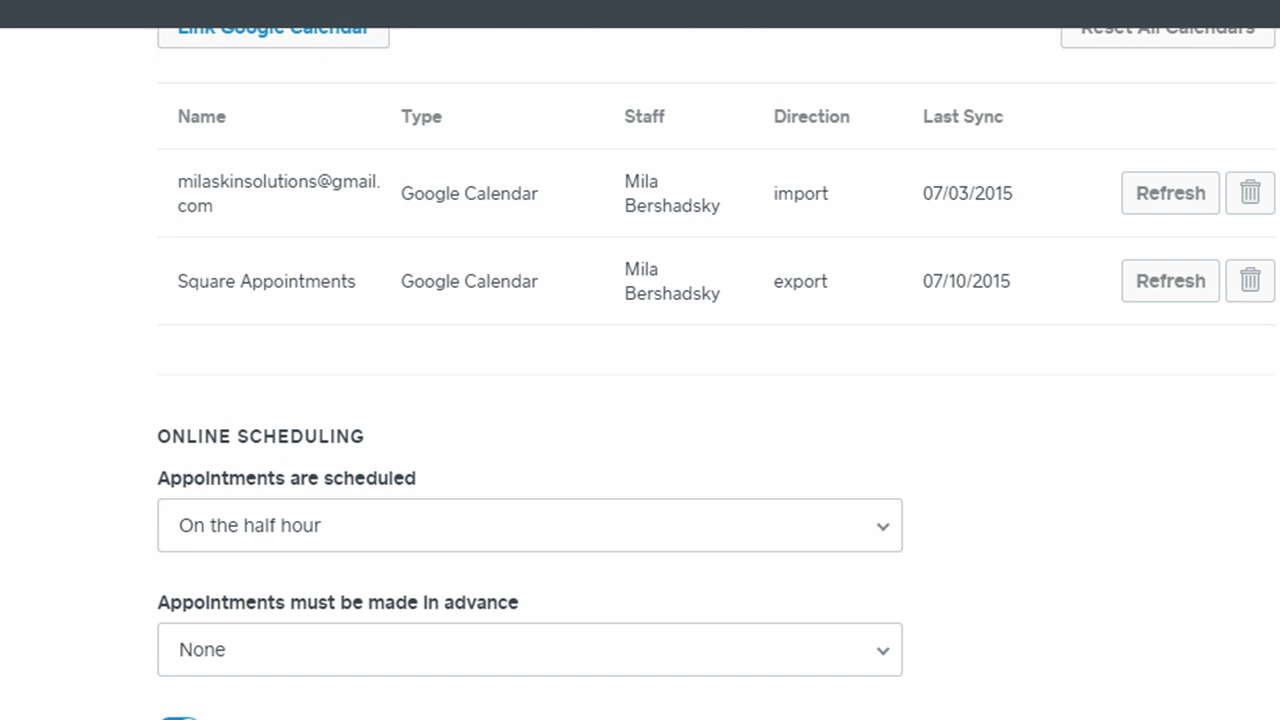 Link Google Calendar Reset All Calendars
Name Type Staff Direction Last Sync
milaskinsolutions@gmail.
com Google Calendar Mila
Bershadsky import 07/03/2015 Refresh
Square Appointments Google Calendar Mila
Bershadsky export 07/10/2015 Refresh
ONLINE SCHEDULING
Appointments are scheduled
On the half hour
Appointments must be made in advance
None